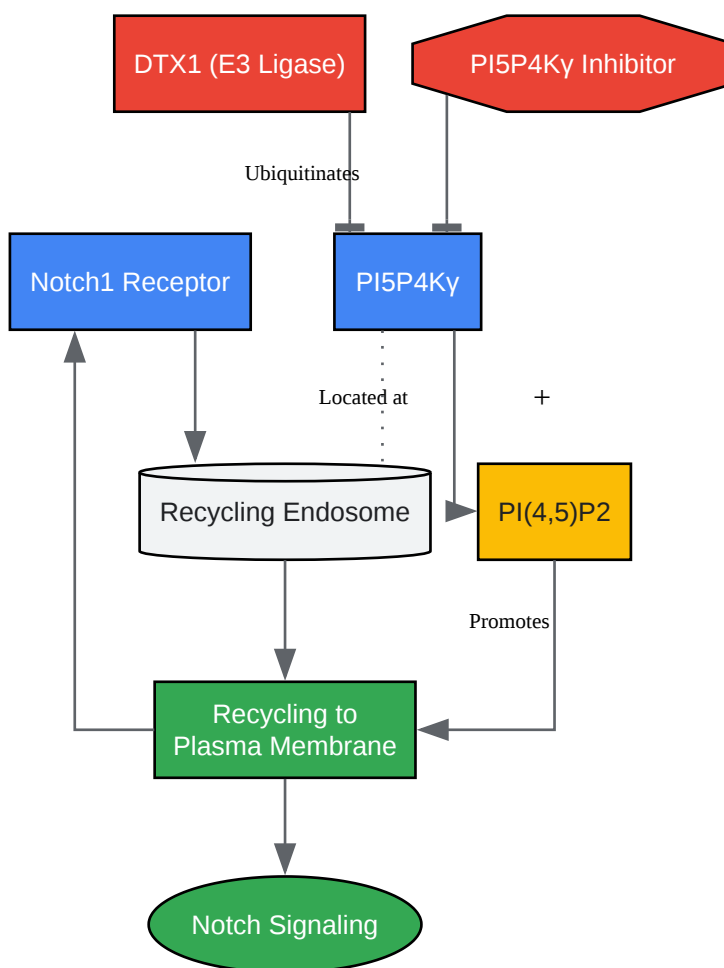 DTX1 (E3 Ligase)
PI5P4Kγ Inhibitor
Ubiquitinates
Notch1 Receptor
PI5P4Kγ
Located at
+
Recycling Endosome
PI(4,5)P2
Promotes
Recycling to
Plasma Membrane
Notch Signaling